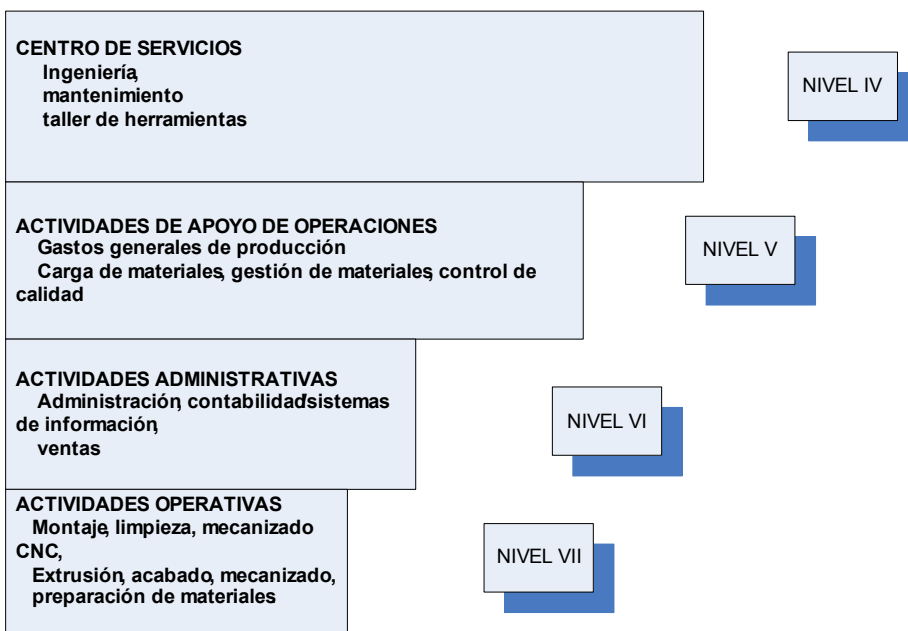 CENTRO DE SERVICIOS
Ingeniería,
mantenimiento
taller de herramientas
NIVEL IV
ACTIVIDADES DE APOYO DE OPERACIONES
Gastos generales de producción
Carga de materiales, gestión de materiales, control de
calidad
NIVEL V
ACTIVIDADES ADMINISTRATIVAS
Administración, contabilidad/sistemas
de información,
ventas
NIVEL VI
ACTIVIDADES OPERATIVAS
Montaje, limpieza, mecanizado
CNC,
Extrusión, acabado, mecanizado,
preparación de materiales
NIVEL VII